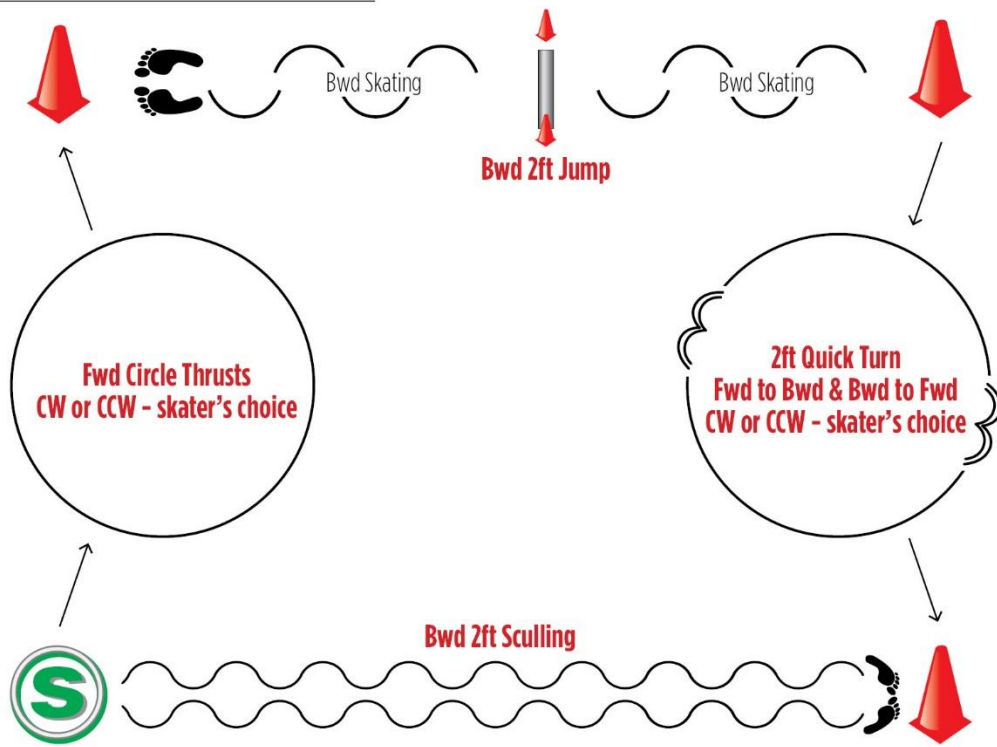 Bwd Skating
Bwd Skating
Bwd 2ft Jump
Fwd Circle Thrusts
CW or CCW – skater's choice
2ft Quick Turn
Fwd to Bwd & Bwd to Fwd
CW or CCW – skater's choice
Bwd 2ft Sculling
S